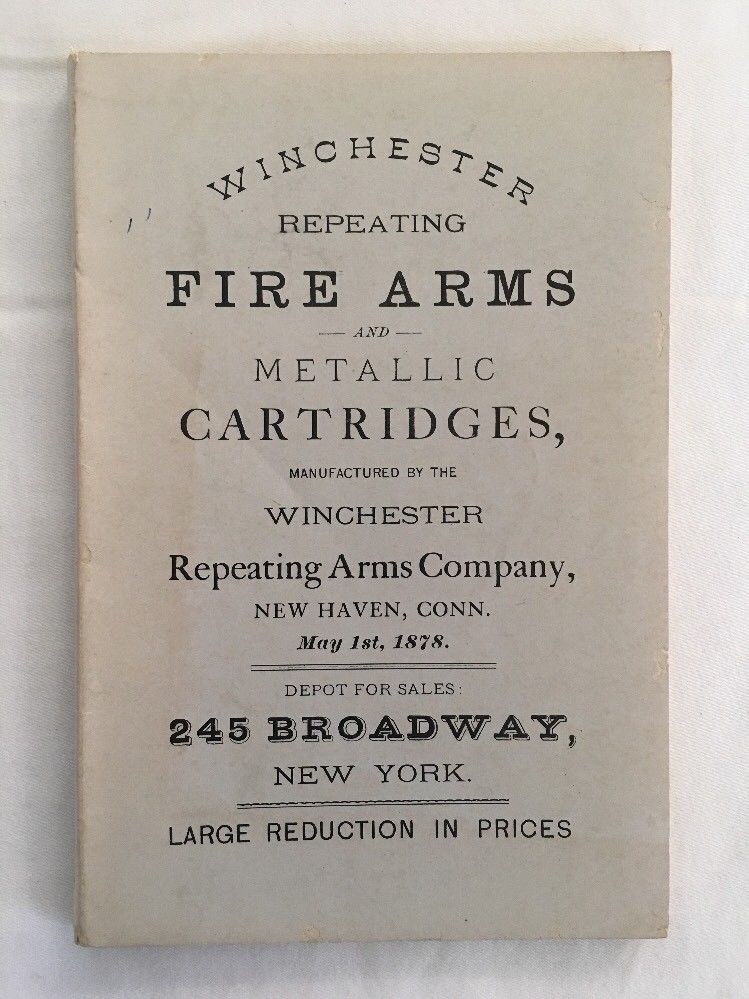 WINCHESTER
REPEATING
FIRE ARMS
— AND —
METALLIC
CARTRIDGES,
MANUFACTURED BY THE
WINCHESTER
Repeating Arms Company,
NEW HAVEN, CONN.
May 1st, 1878.
DEPOT FOR SALES:
245 BROADWAY,
NEW YORK.
LARGE REDUCTION IN PRICES